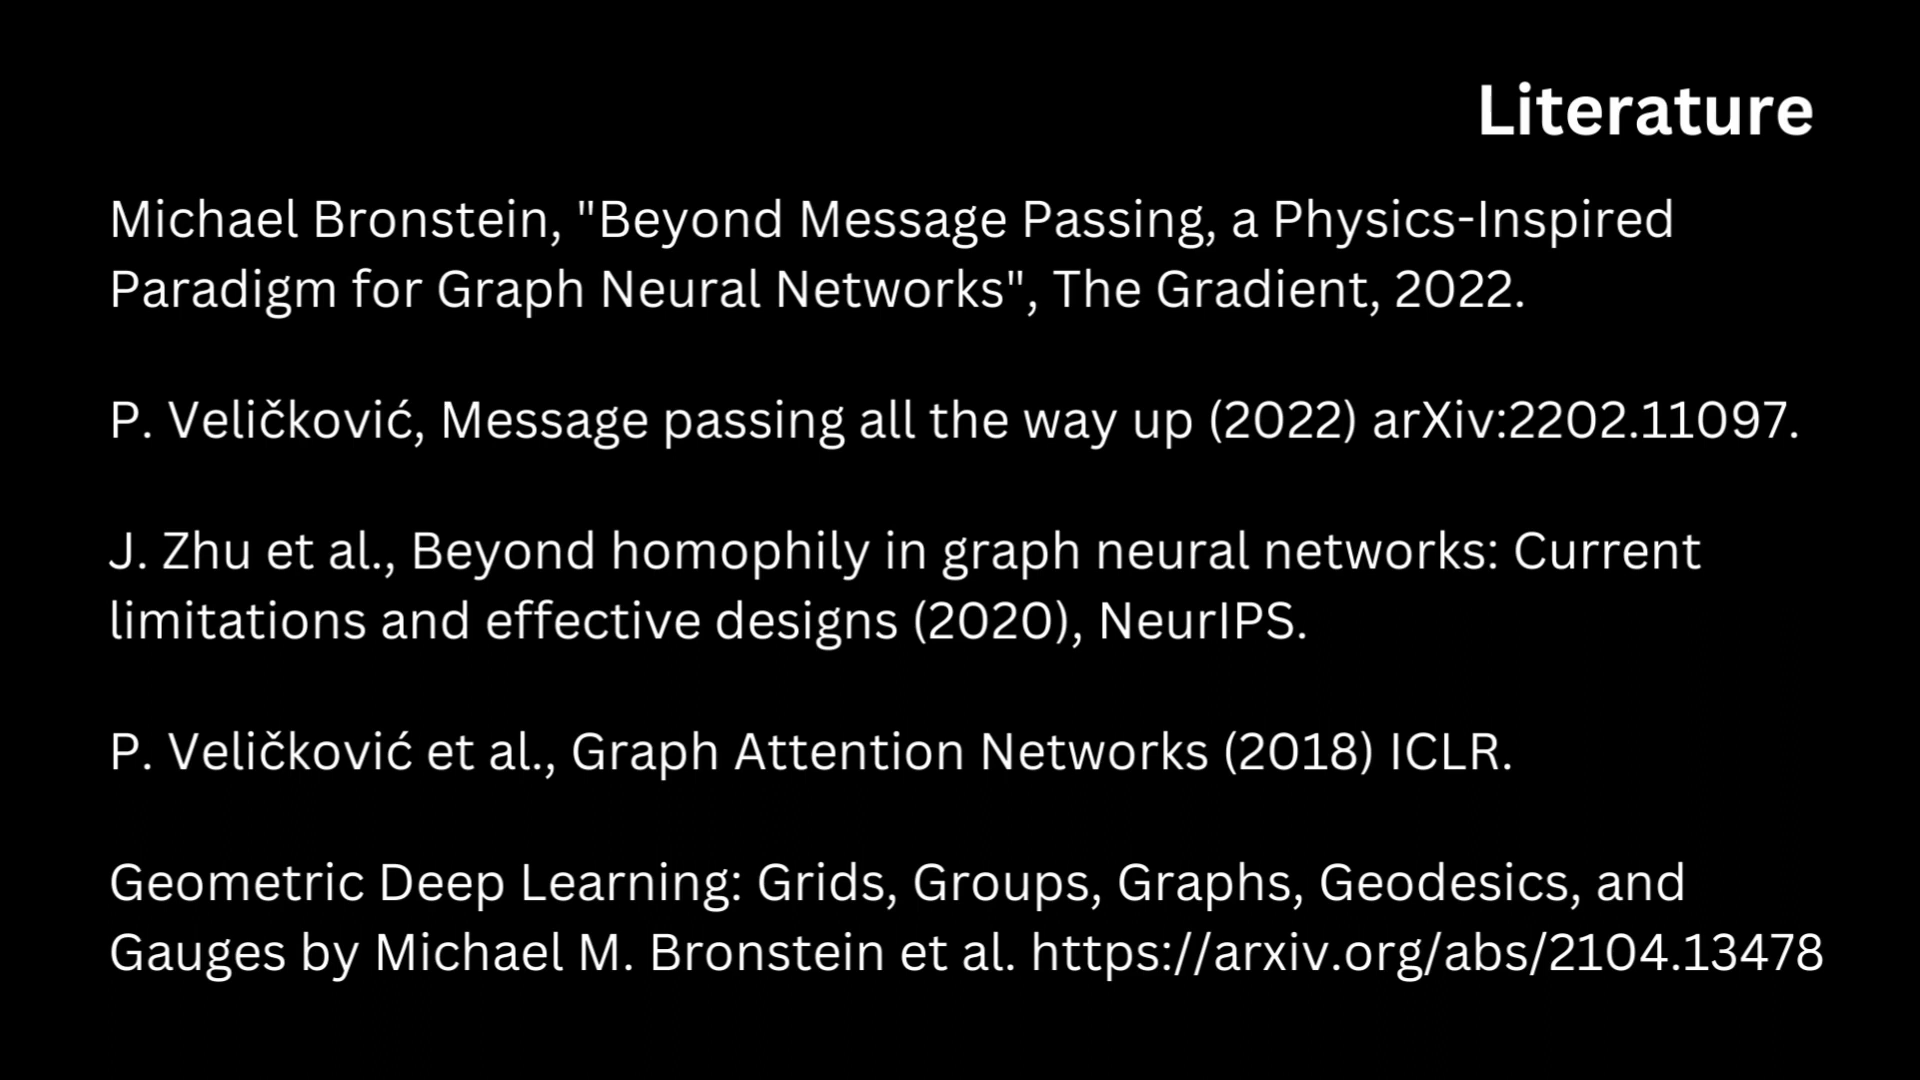 Literature
Michael Bronstein, "Beyond Message Passing, a Physics-Inspired
Paradigm for Graph Neural Networks", The Gradient, 2022.
P. Veličković, Message passing all the way up (2022) arXiv:2202.11097.
J. Zhu et al., Beyond homophily in graph neural networks: Current
limitations and effective designs (2020), NeurIPS.
P. Veličković et al., Graph Attention Networks (2018) ICLR.
Geometric Deep Learning: Grids, Groups, Graphs, Geodesics, and
Gauges by Michael M. Bronstein et al. https://arxiv.org/abs/2104.13478